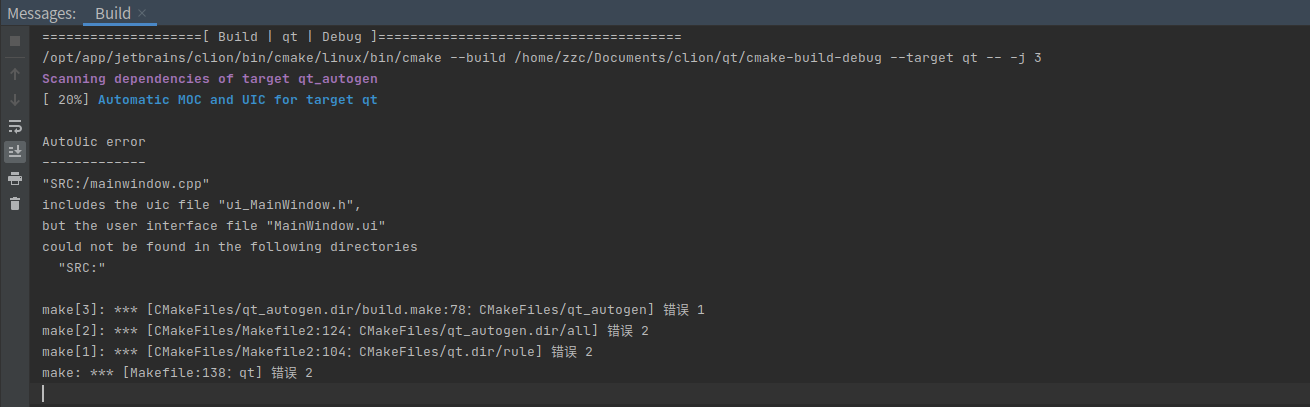 Messages: Build ×
====================[ Build | qt | Debug ]======================================
/opt/app/jetbrains/clion/bin/cmake/linux/bin/cmake --build /home/zzc/Documents/clion/qt/cmake-build-debug --target qt -- -j 3
Scanning dependencies of target qt_autogen
[ 20%] Automatic MOC and UIC for target qt
AutoUic error
-------------
"SRC:/mainwindow.cpp"
includes the uic file "ui_MainWindow.h",
but the user interface file "MainWindow.ui"
could not be found in the following directories
"SRC:"
make[3]: *** [CMakeFiles/qt_autogen.dir/build.make:78：CMakeFiles/qt_autogen] 错误 1
make[2]: *** [CMakeFiles/Makefile2:124：CMakeFiles/qt_autogen.dir/all] 错误 2
make[1]: *** [CMakeFiles/Makefile2:104：CMakeFiles/qt.dir/rule] 错误 2
make: *** [Makefile:138：qt] 错误 2